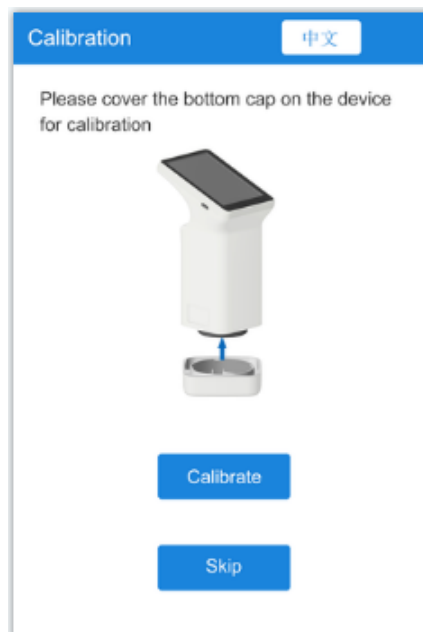 Calibration
中文
Please cover the bottom cap on the device
for calibration
Calibrate
Skip